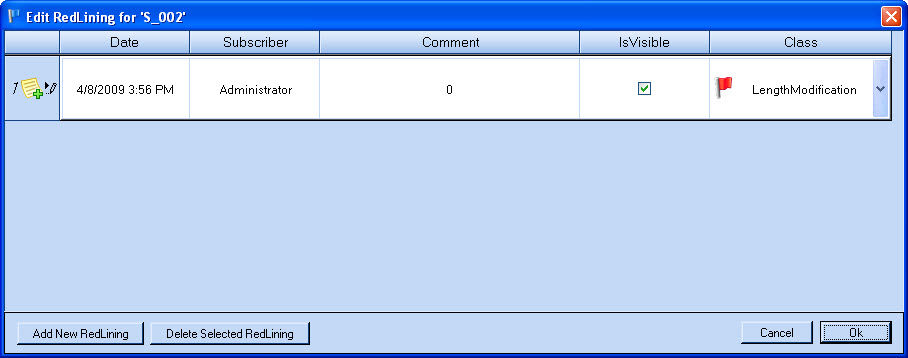 Edit RedLining for 'S_002'
Date Subscriber Comment IsVisible Class
1 4/8/2009 3:56 PM Administrator 0 LengthModification
Add New RedLining Delete Selected RedLining Cancel Ok